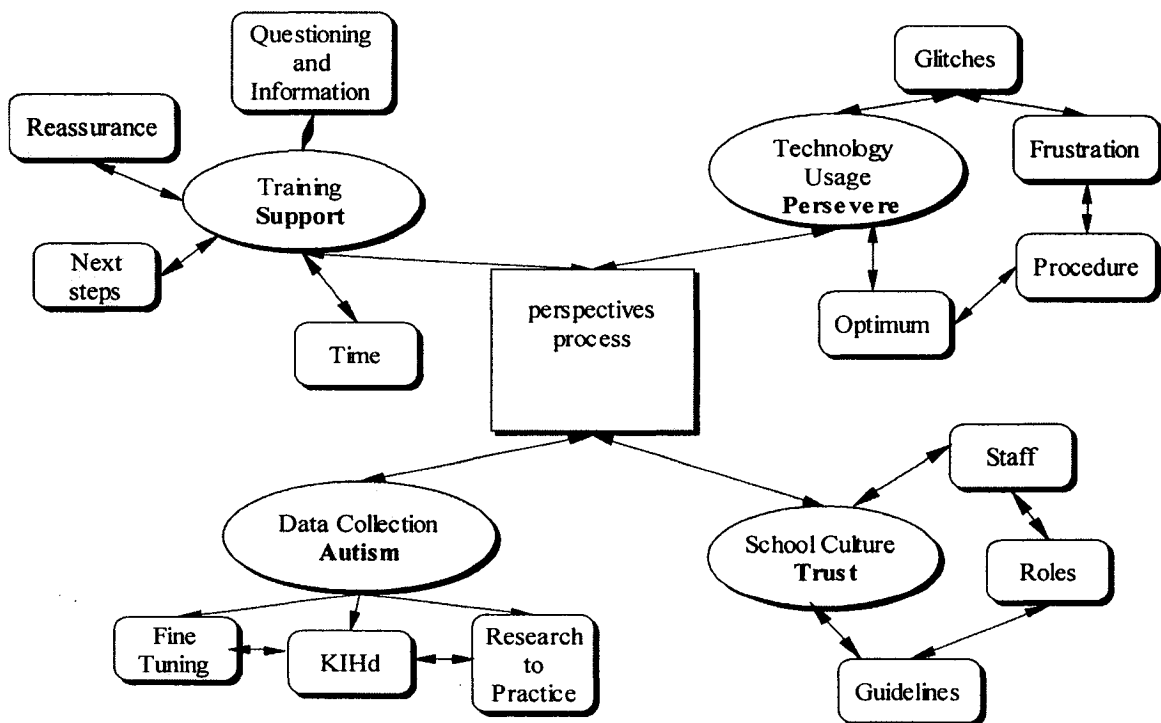 Questioning
and
Information
Reassurance
Training
Support
Next
steps
Time
Glitches
Technology
Usage
Persevere
Frustration
Procedure
Optimum
perspectives
process
Data Collection
Autism
Fine
Tuning
KIHd
Research
to
Practice
School Culture
Trust
Staff
Roles
Guidelines